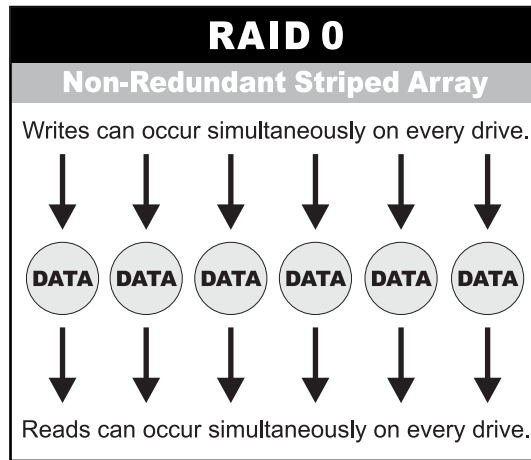 RAID 0
Non-Redundant Striped Array
Writes can occur simultaneously on every drive.
DATA DATA DATA DATA DATA DATA
Reads can occur simultaneously on every drive.